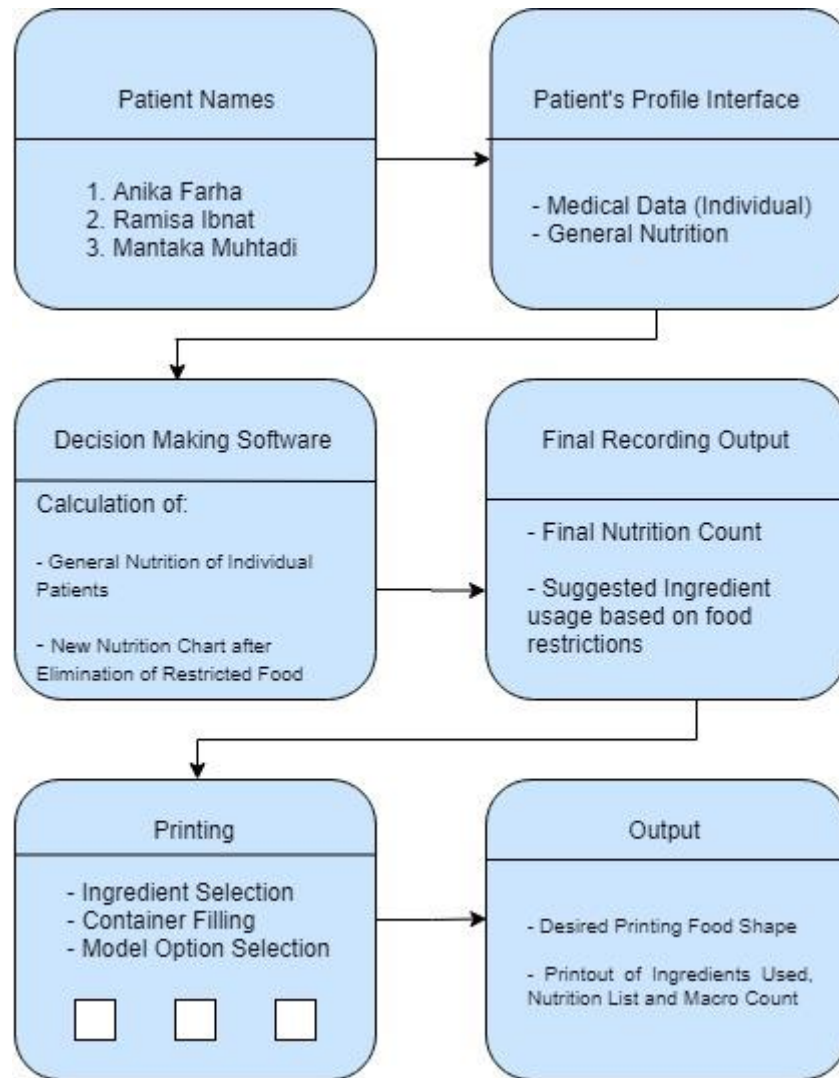 Patient Names
1. Anika Farha
2. Ramisa Ibnat
3. Mantaka Muhtadi
Patient's Profile Interface
- Medical Data (Individual)
- General Nutrition
Decision Making Software
Calculation of:
- General Nutrition of Individual
Patients
- New Nutrition Chart after
Elimination of Restricted Food
Final Recording Output
- Final Nutrition Count
- Suggested Ingredient
usage based on food
restrictions
Printing
- Ingredient Selection
- Container Filling
- Model Option Selection
Output
- Desired Printing Food Shape
- Printout of Ingredients Used,
Nutrition List and Macro Count